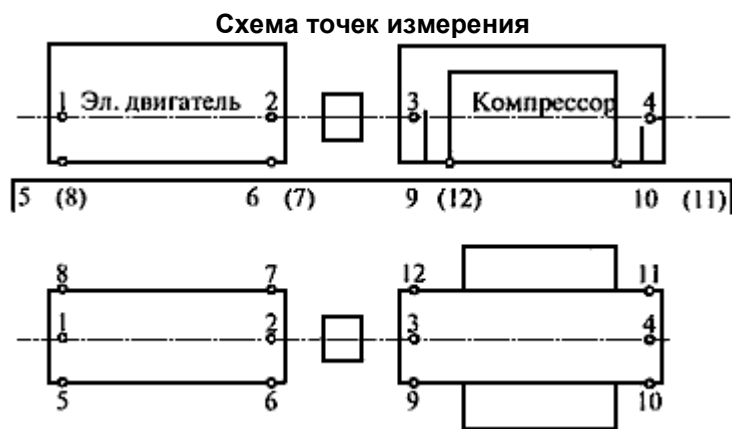 Схема точек измерения
1 Эл. двигатель 2 3 Компрессор 4
5 (8) 6 (7) 9 (12) 10 (11)
8 7 12 11
1 2 3 4
5 6 9 10